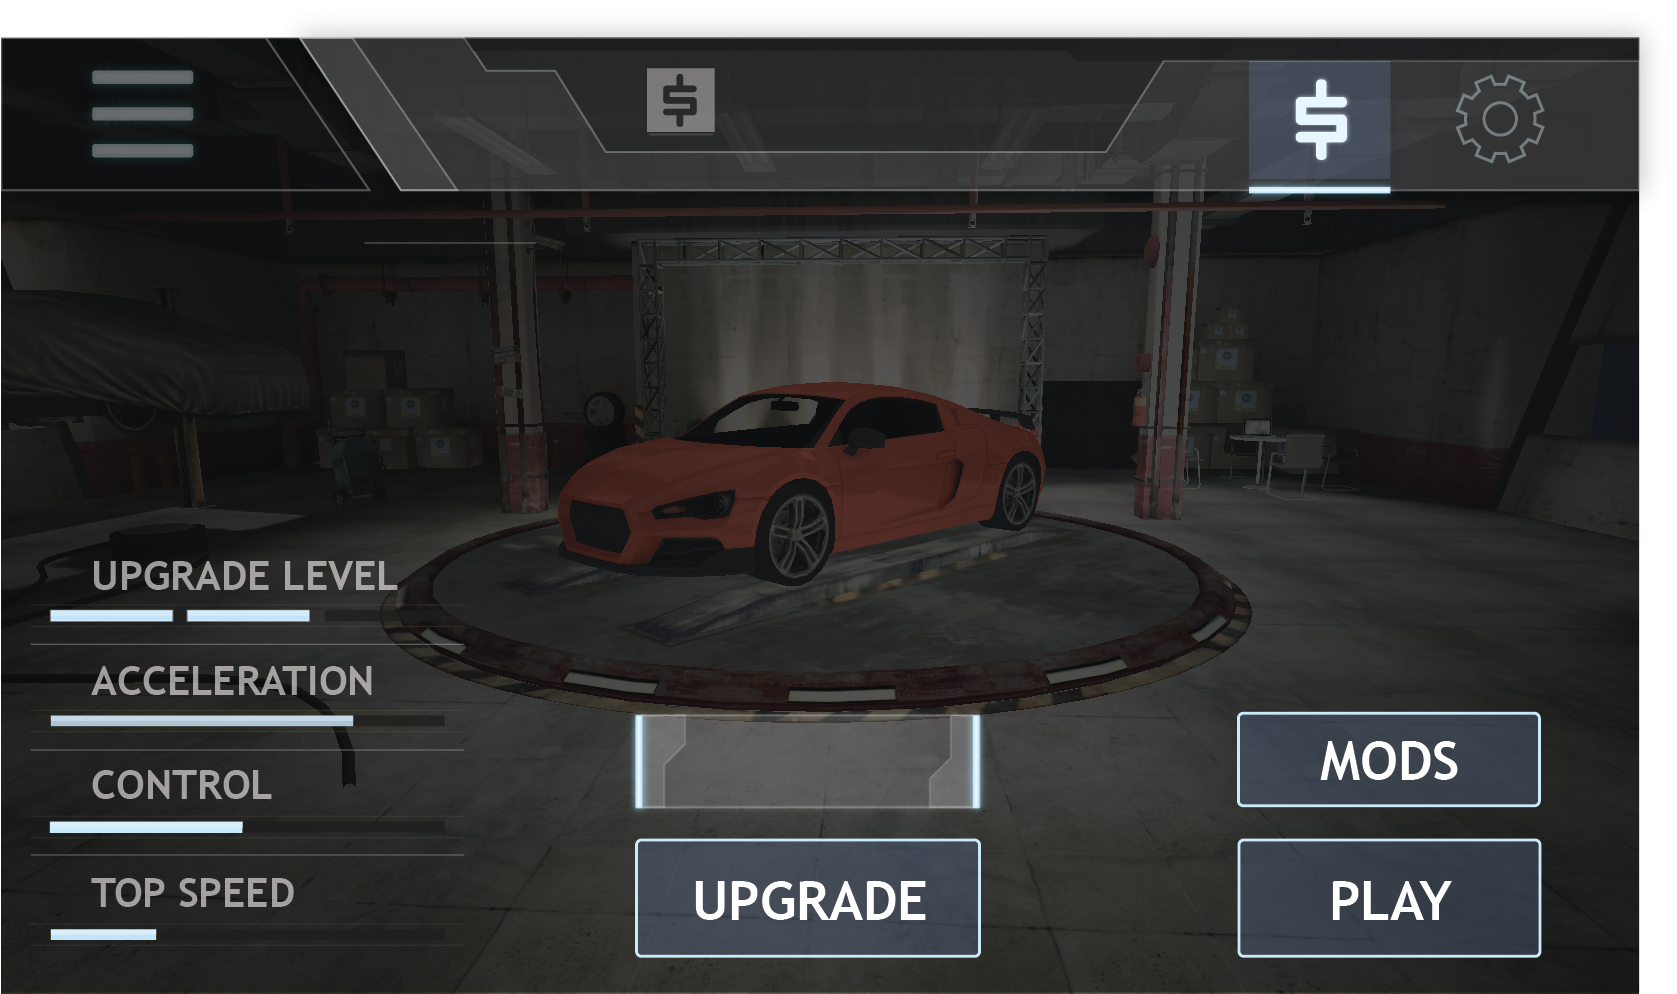 $
$
UPGRADE LEVEL
ACCELERATION
CONTROL
TOP SPEED
UPGRADE
MODS
PLAY